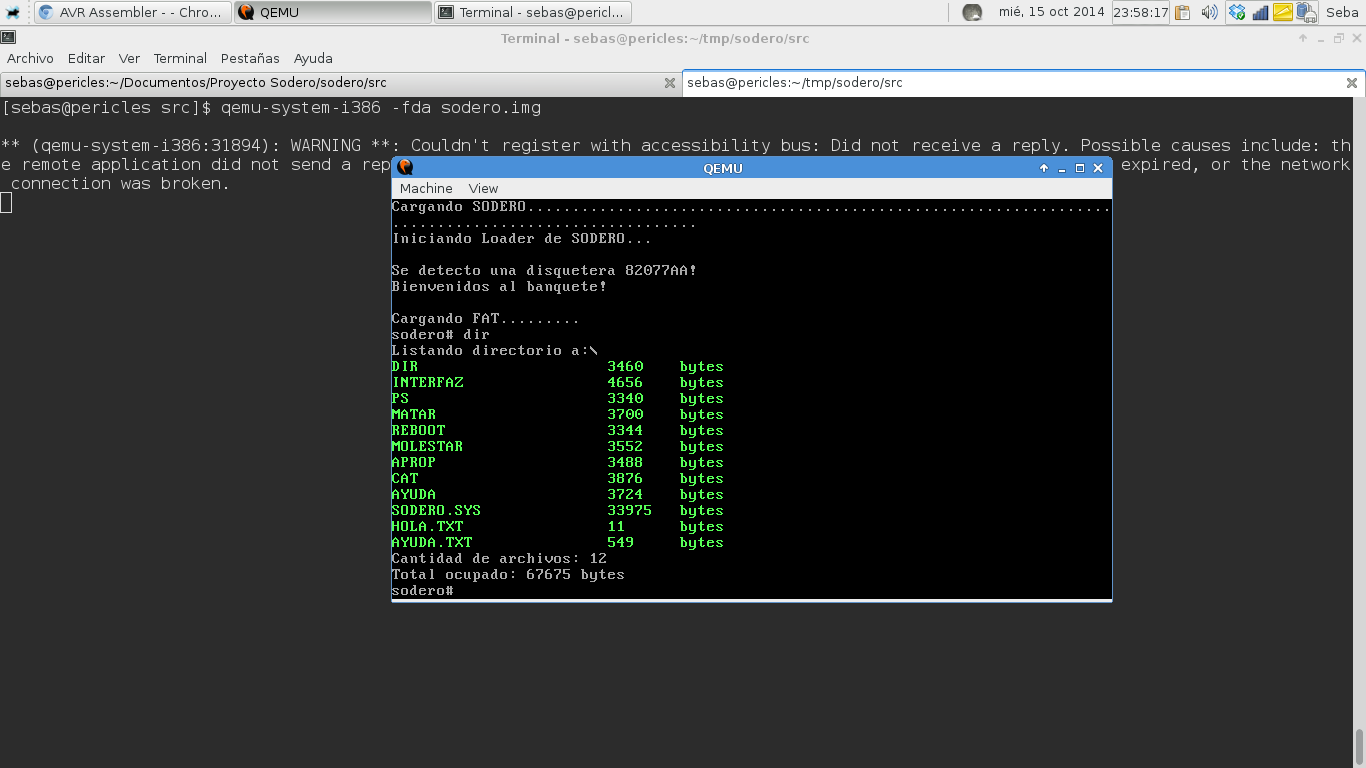 AVR Assembler - - Chro...
QEMU
Terminal - sebas@pericl...
mié, 15 oct 2014
23:58:17
Seba
Terminal - sebas@pericles:~/tmp/sodero/src
Archivo Editar Ver Terminal Pestañas Ayuda
sebas@pericles:~/Documentos/Proyecto Sodero/sodero/src
sebas@pericles:~/tmp/sodero/src
[sebas@pericles src]$ qemu-system-i386 -fda sodero.img
** (qemu-system-i386:31894): WARNING **: Couldn't register with accessibility bus: Did not receive a reply. Possible causes include: th
e remote application did not send a rep
expired, or the network
connection was broken.
QEMU
Machine View
Cargando SODERO.................................................................
..................................
Iniciando Loader de SODERO...
Se detecto una disquetera 82077AA!
Bienvenidos al banquete!
Cargando FAT.........
sodero# dir
Listando directorio a:\
DIR 3460 bytes
INTERFAZ 4656 bytes
PS 3340 bytes
MATAR 3700 bytes
REBOOT 3344 bytes
MOLESTAR 3552 bytes
APROP 3488 bytes
CAT 3876 bytes
AYUDA 3724 bytes
SODERO.SYS 33975 bytes
HOLA.TXT 11 bytes
AYUDA.TXT 549 bytes
Cantidad de archivos: 12
Total ocupado: 67675 bytes
sodero#